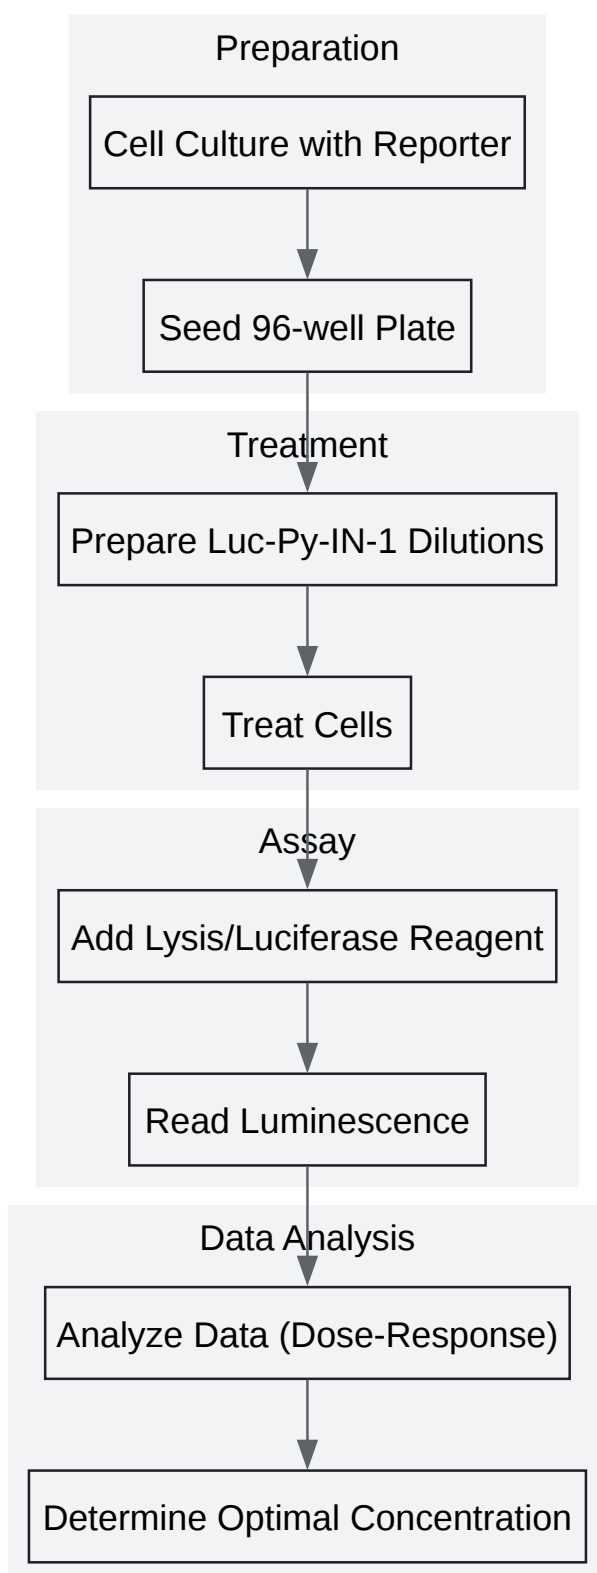 Preparation
Cell Culture with Reporter
Seed 96-well Plate
Treatment
Prepare Luc-Py-IN-1 Dilutions
Treat Cells
Assay
Add Lysis/Luciferase Reagent
Read Luminescence
Data Analysis
Analyze Data (Dose-Response)
Determine Optimal Concentration